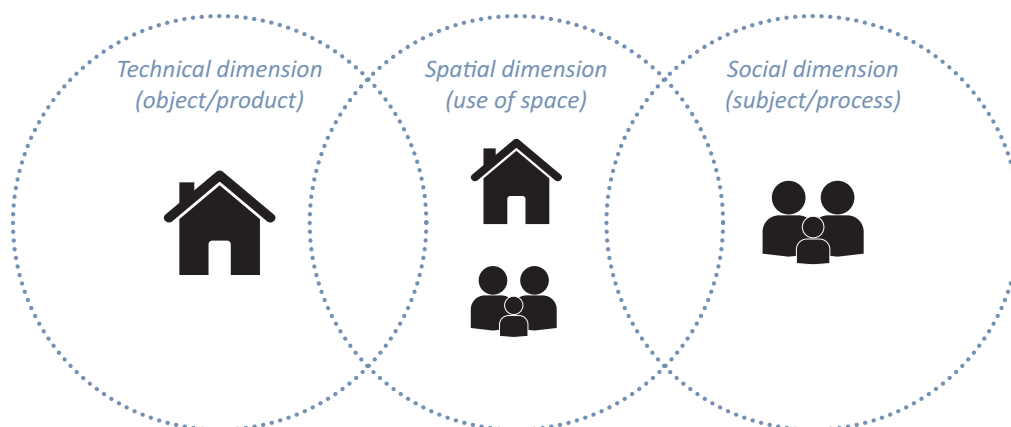 Technical dimension
(object/product)
Spatial dimension
(use of space)
Social dimension
(subject/process)